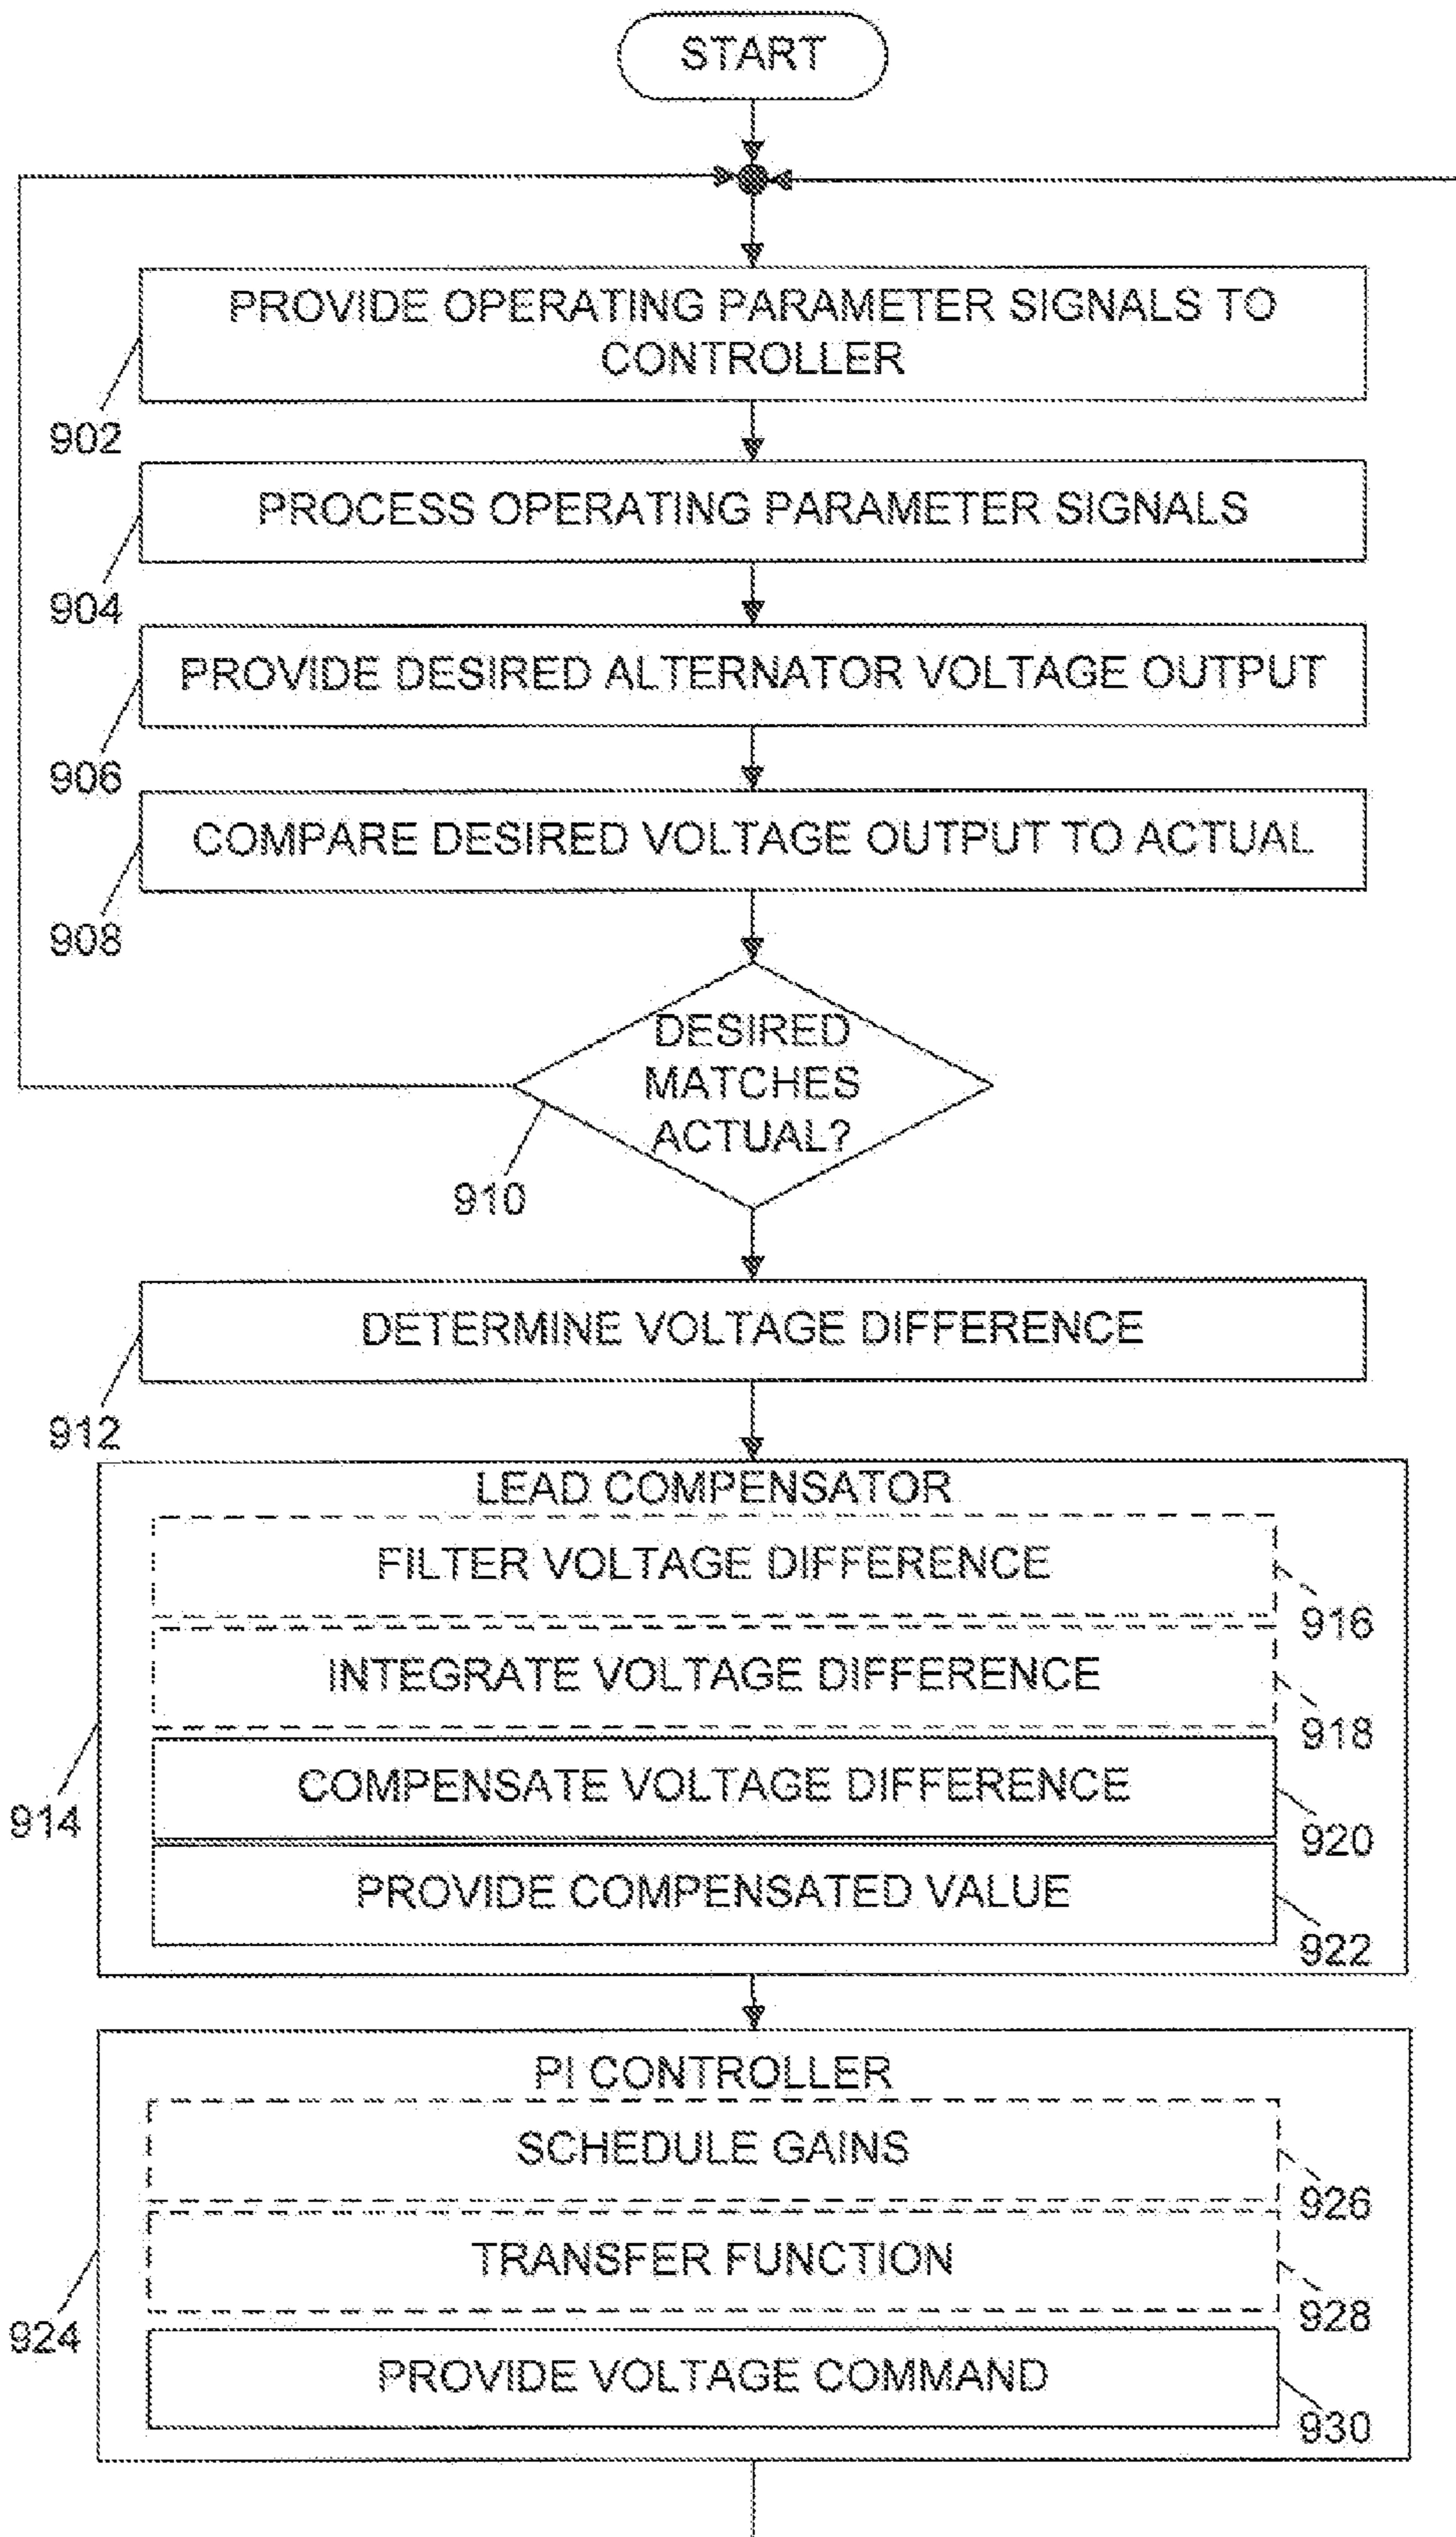 START
PROVIDE OPERATING PARAMETER SIGNALS TO
CONTROLLER
902
PROCESS OPERATING PARAMETER SIGNALS
904
PROVIDE DESIRED ALTERNATOR VOLTAGE OUTPUT
906
COMPARE DESIRED VOLTAGE OUTPUT TO ACTUAL
908
DESIRED
MATCHES
ACTUAL?
910
DETERMINE VOLTAGE DIFFERENCE
912
LEAD COMPENSATOR
FILTER VOLTAGE DIFFERENCE
916
INTEGRATE VOLTAGE DIFFERENCE
918
COMPENSATE VOLTAGE DIFFERENCE
914
920
PROVIDE COMPENSATED VALUE
922
PI CONTROLLER
SCHEDULE GAINS
926
TRANSFER FUNCTION
928
924
PROVIDE VOLTAGE COMMAND
930